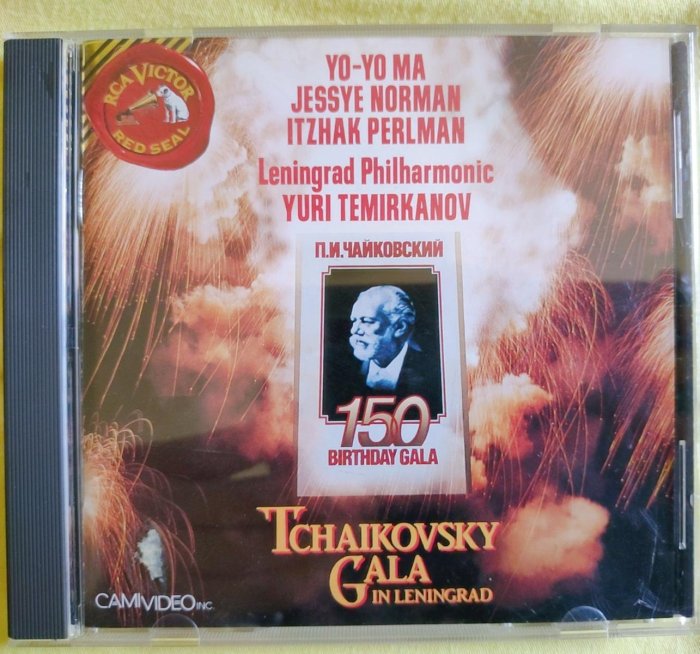 RCA VICTOR
RED SEAL
YO-YO MA
JESSYE NORMAN
ITZHAK PERLMAN
Leningrad Philharmonic
YURI TEMIRKANOV
П.И.ЧАЙКОВСКИЙ
150
BIRTHDAY GALA
TCHAIKOVSKY
GALA
IN LENINGRAD
CAMIVIDEO INC.